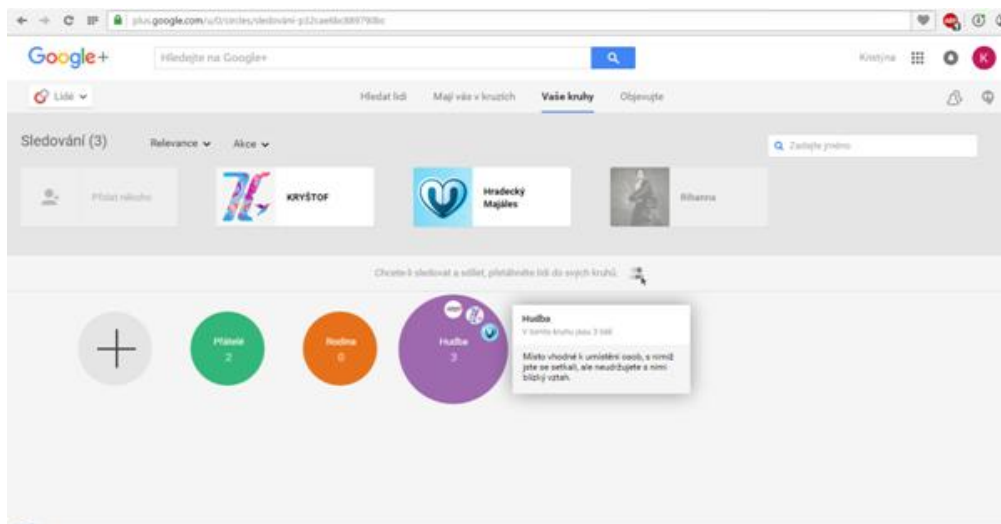 plus.google.com/u/0/circles/sledování-p32cae6bc8897908c
Google+
Hledejte na Google+
Kristýna
K
Lidé
Hledat lidi
Mají vás v kruzích
Vaše kruhy
Objevujte
Sledování (3)
Relevance
Akce
Zadejte jméno
Přidat někoho
KRYŠTOF
Hradecký
Majáles
Rihanna
Chcete-li sledovat a sdílet, přetáhněte lidi do svých kruhů.
Přátelé
2
Rodina
0
Hudba
3
Hudba
V tomto kruhu jsou 3 lidé
Místo vhodné k umístění osob, s nimiž
jste se setkali, ale neudržujete s nimi
blízký vztah.